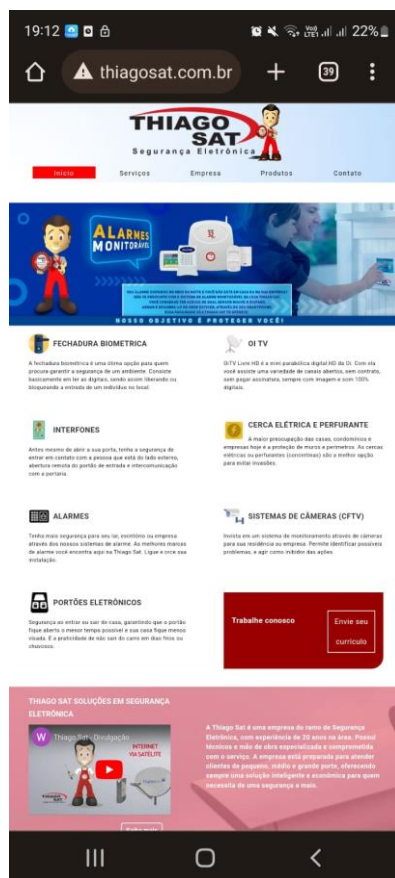 19:12
Vo)) LTE1 22%
thiagosat.com.br
39
THIAGO
SAT
Segurança Eletrônica
Início Serviços Empresa Produtos Contato
ALARMES
MONITORÁVEL
NOSSO OBJETIVO É PROTEGER VOCÊ!
FECHADURA BIOMETRICA
A fechadura biométrica é uma ótima opção para quem
procura garantir a segurança de um ambiente. Consiste
basicamente em ler as digitais, sendo assim liberando ou
bloqueando a entrada de um indivíduo no local.
OI TV
OiTV Livre HD é a mini parabólica digital HD da Oi. Com ela
você assiste uma variedade de canais abertos, sem contrato,
sem pagar assinatura, sempre com imagem e som 100%
digitais.
INTERFONES
Antes mesmo de abrir a sua porta, tenha a segurança de
entrar em contato com a pessoa que está do lado externo,
abertura remota do portão de entrada e intercomunicação
com a portaria.
CERCA ELÉTRICA E PERFURANTE
A maior preocupação das casas, condomínios e
empresas hoje é a proteção de muros e perímetros. As cercas
elétricas ou perfurantes (concertinas) são a melhor opção
para evitar invasões.
ALARMES
Tenha mais segurança para seu lar, escritório ou empresa
através dos nossos sistemas de alarme. As melhores marcas
de alarme você encontra aqui na Thiago Sat. Ligue e orce sua
instalação.
SISTEMAS DE CÂMERAS (CFTV)
Invista em um sistema de monitoramento através de câmeras
para sua residência ou empresa. Permite identificar possíveis
problemas, e agir como inibidor das ações.
PORTÕES ELETRÔNICOS
Segurança ao entrar ou sair de casa, garantindo que o portão
fique aberto o menor tempo possível e sua casa fique menos
visada. E a praticidade de não sair do carro em dias frios ou
chuvosos.
Trabalhe conosco
Envie seu
currículo
THIAGO SAT SOLUÇÕES EM SEGURANÇA
ELETRÔNICA
W Thiago Sat - Divulgação
INTERNET
VIA SATÉLITE
THIAGO
SAT
A Thiago Sat é uma empresa do ramo de Segurança
Eletrônica, com experiência de 20 anos na área. Possui
técnicos e mão de obra especializada e comprometida
com o serviço. A empresa está preparada para atender
clientes de pequeno, médio e grande porte, oferecendo
sempre uma solução inteligente e econômica para quem
necessita de uma segurança a mais.